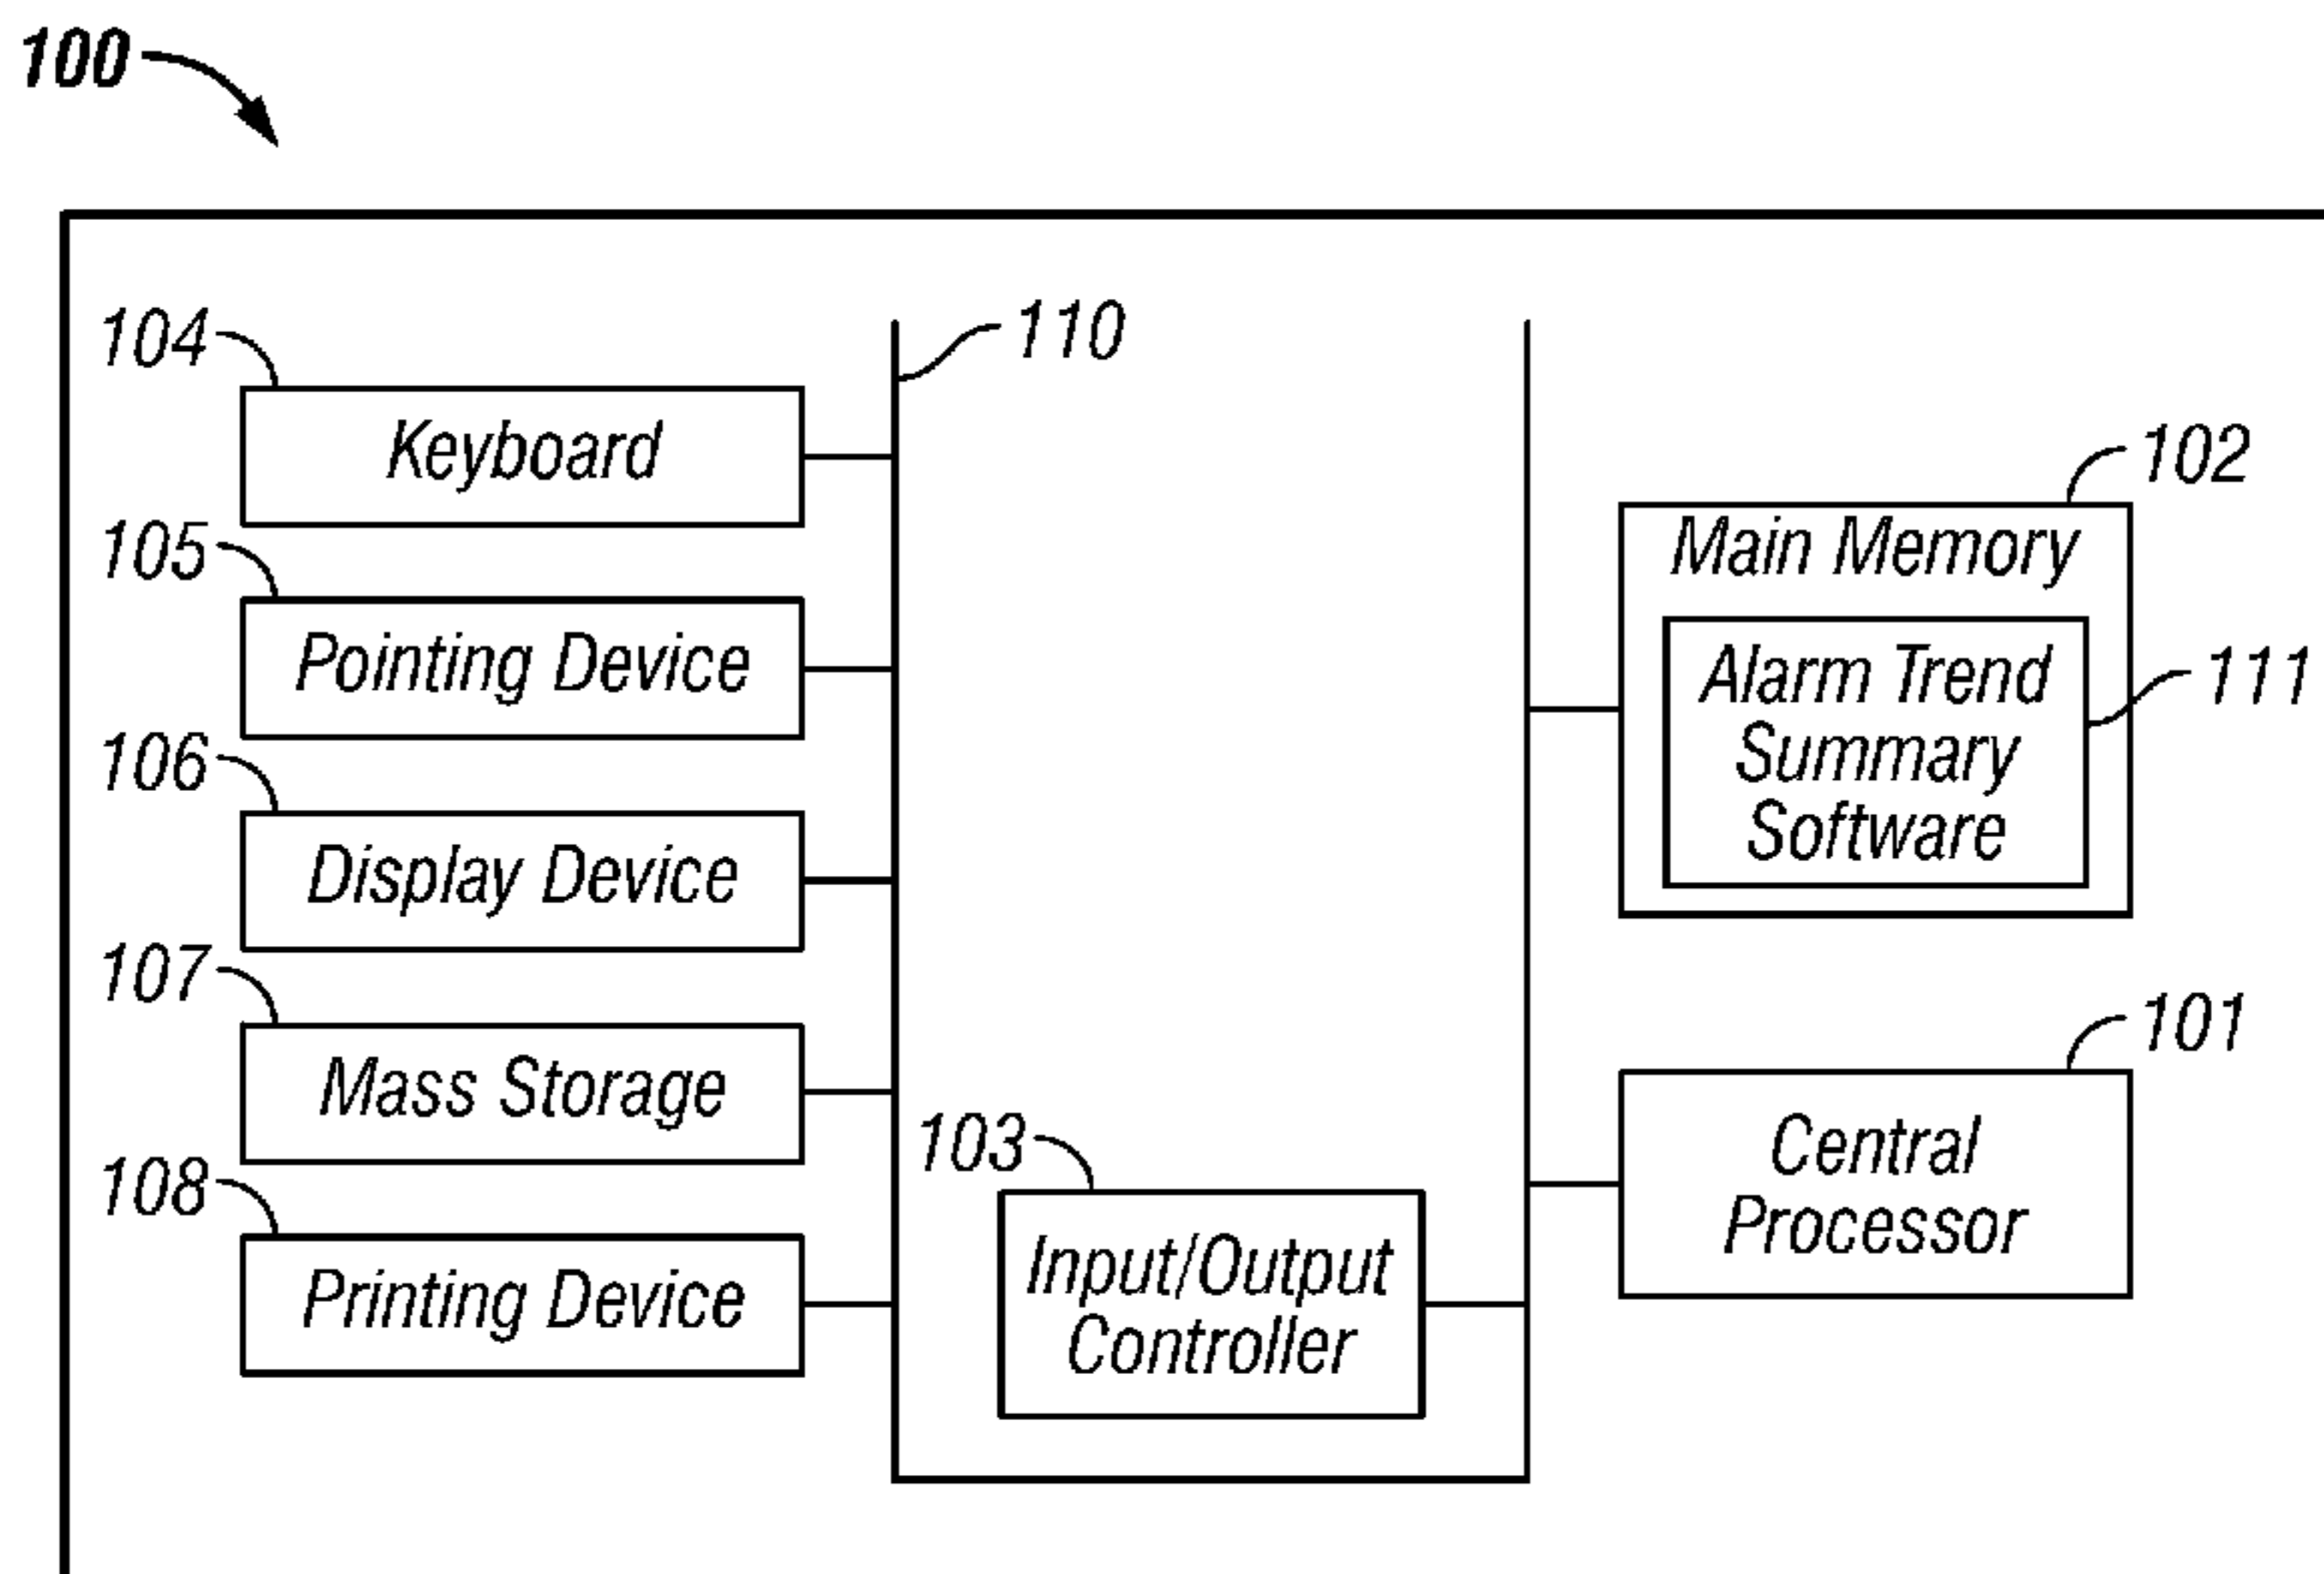 100
104
110
Keyboard
102
Main Memory
105
Pointing Device
Alarm Trend
Summary
Software
111
106
Display Device
107
Mass Storage
101
Central
Processor
103
108
Input/Output
Controller
Printing Device